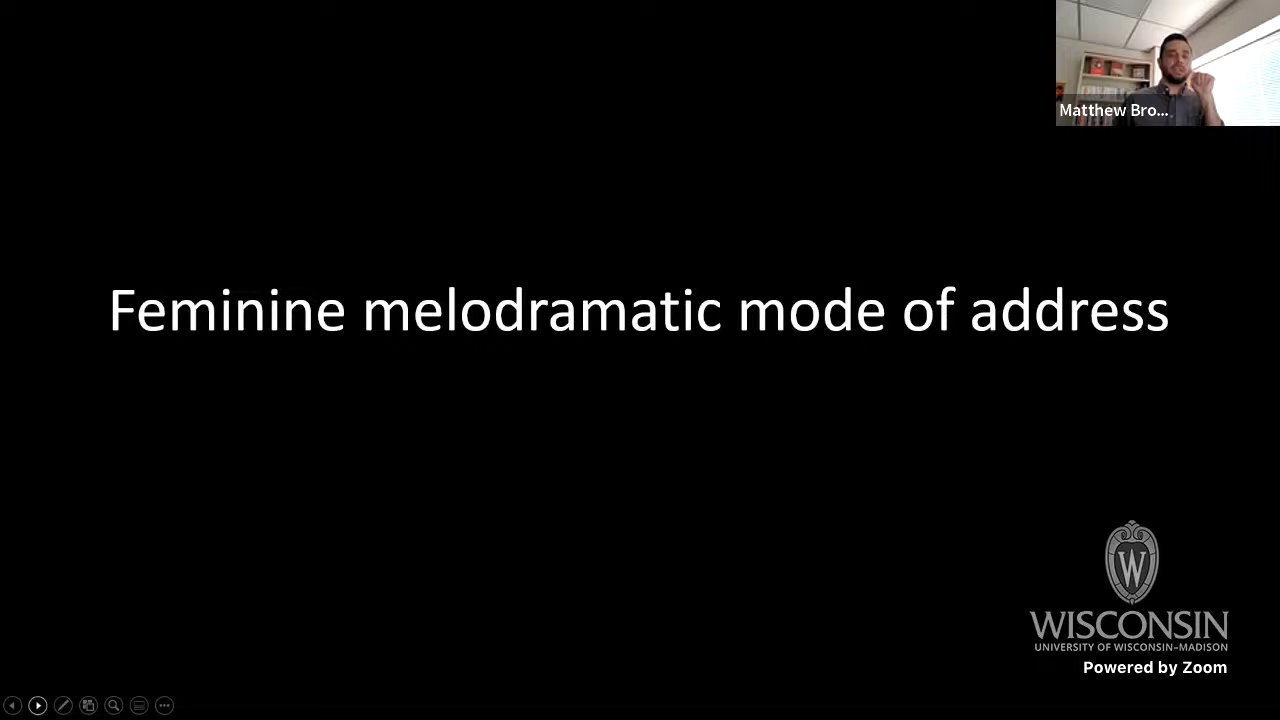 Matthew Bro...
Feminine melodramatic mode of address
W
WISCONSIN
UNIVERSITY OF WISCONSIN–MADISON
Powered by Zoom